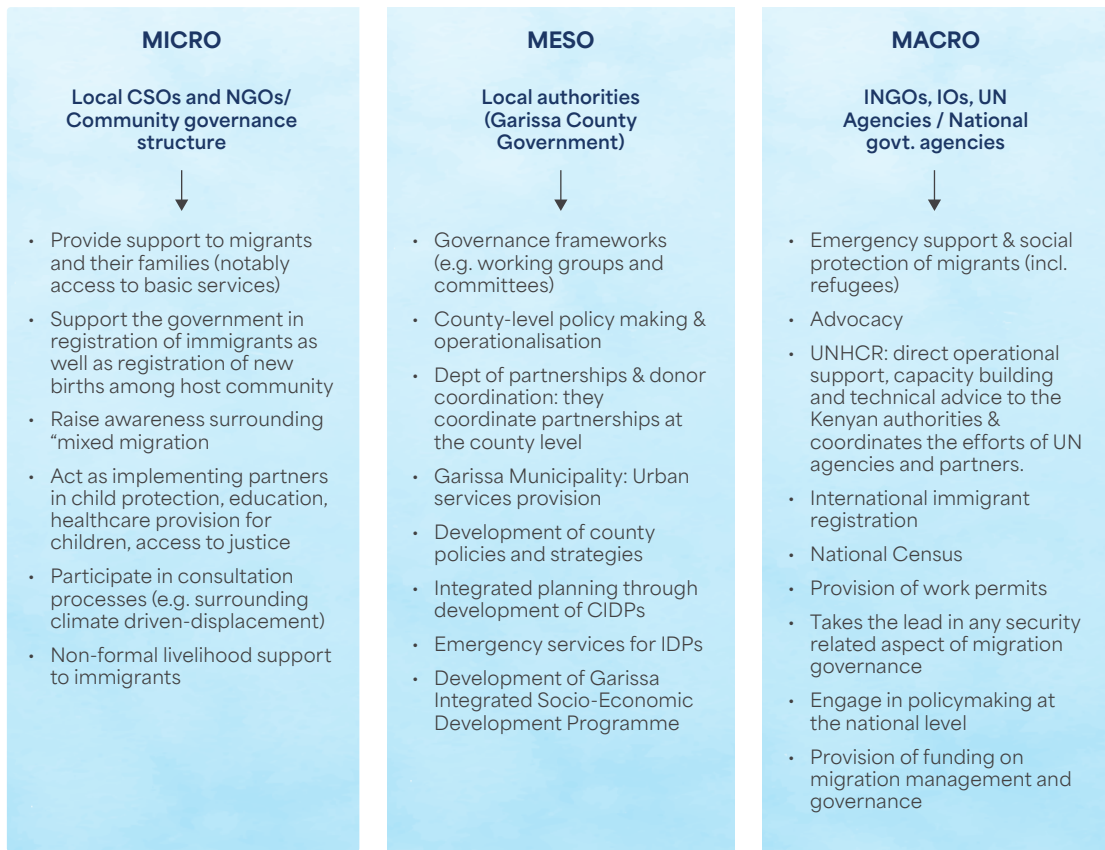 MICRO
Local CSOs and NGOs/
Community governance
structure
• Provide support to migrants
and their families (notably
access to basic services)
• Support the government in
registration of immigrants as
well as registration of new
births among host community
• Raise awareness surrounding
“mixed migration
• Act as implementing partners
in child protection, education,
healthcare provision for
children, access to justice
• Participate in consultation
processes (e.g. surrounding
climate driven-displacement)
• Non-formal livelihood support
to immigrants
MESO
Local authorities
(Garissa County
Government)
• Governance frameworks
(e.g. working groups and
committees)
• County-level policy making &
operationalisation
• Dept of partnerships & donor
coordination: they
coordinate partnerships at
the county level
• Garissa Municipality: Urban
services provision
• Development of county
policies and strategies
• Integrated planning through
development of CIDPs
• Emergency services for IDPs
• Development of Garissa
Integrated Socio-Economic
Development Programme
MACRO
INGOs, IOs, UN
Agencies / National
govt. agencies
• Emergency support & social
protection of migrants (incl.
refugees)
• Advocacy
• UNHCR: direct operational
support, capacity building
and technical advice to the
Kenyan authorities &
coordinates the efforts of UN
agencies and partners.
• International immigrant
registration
• National Census
• Provision of work permits
• Takes the lead in any security
related aspect of migration
governance
• Engage in policymaking at
the national level
• Provision of funding on
migration management and
governance